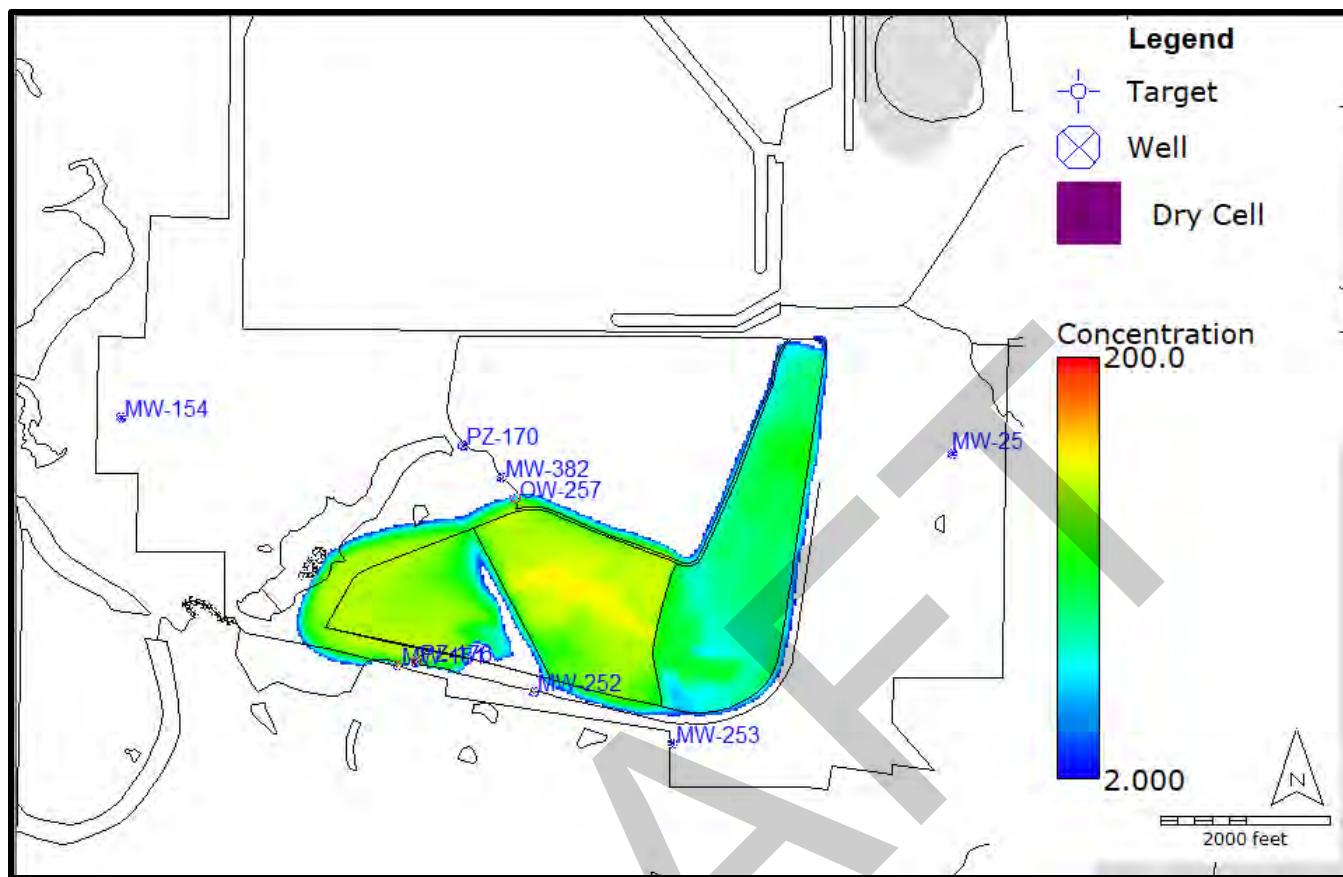 Legend
Target
Well
Dry Cell
Concentration
200.0
MW-154
PZ-170
MW-25
MW-382
OW-257
MW-252
MW-253
2.000
N
2000 feet